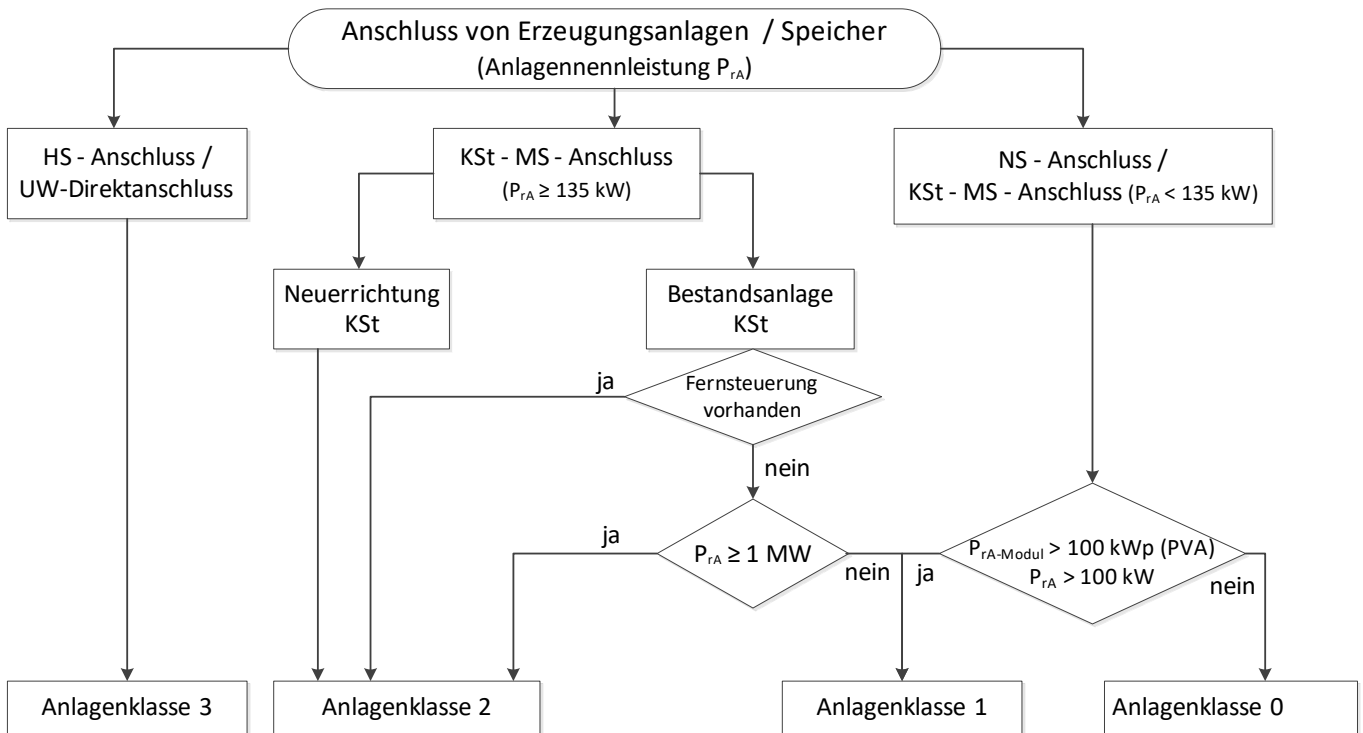 Anschluss von Erzeugungsanlagen / Speicher
(Anlagennennleistung PrA)
HS - Anschluss /
UW-Direktanschluss
KSt - MS - Anschluss
(PrA ≥ 135 kW)
NS - Anschluss /
KSt - MS - Anschluss (PrA < 135 kW)
Neuerrichtung
KSt
Bestandsanlage
KSt
ja
Fernsteuerung
vorhanden
nein
ja
PrA ≥ 1 MW
nein
ja
PrA-Modul > 100 kWp (PVA)
PrA > 100 kW
nein
Anlagenklasse 3
Anlagenklasse 2
Anlagenklasse 1
Anlagenklasse 0